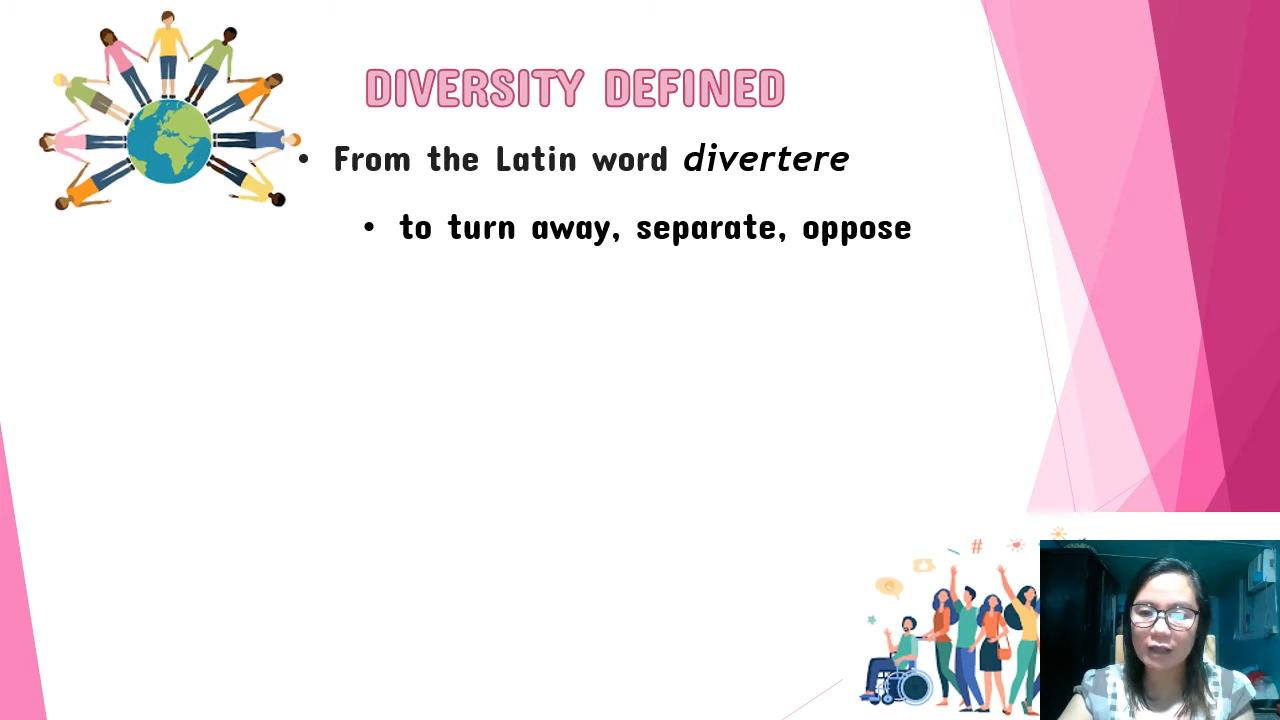 DIVERSITY DEFINED
• From the Latin word divertere
• to turn away, separate, oppose
#